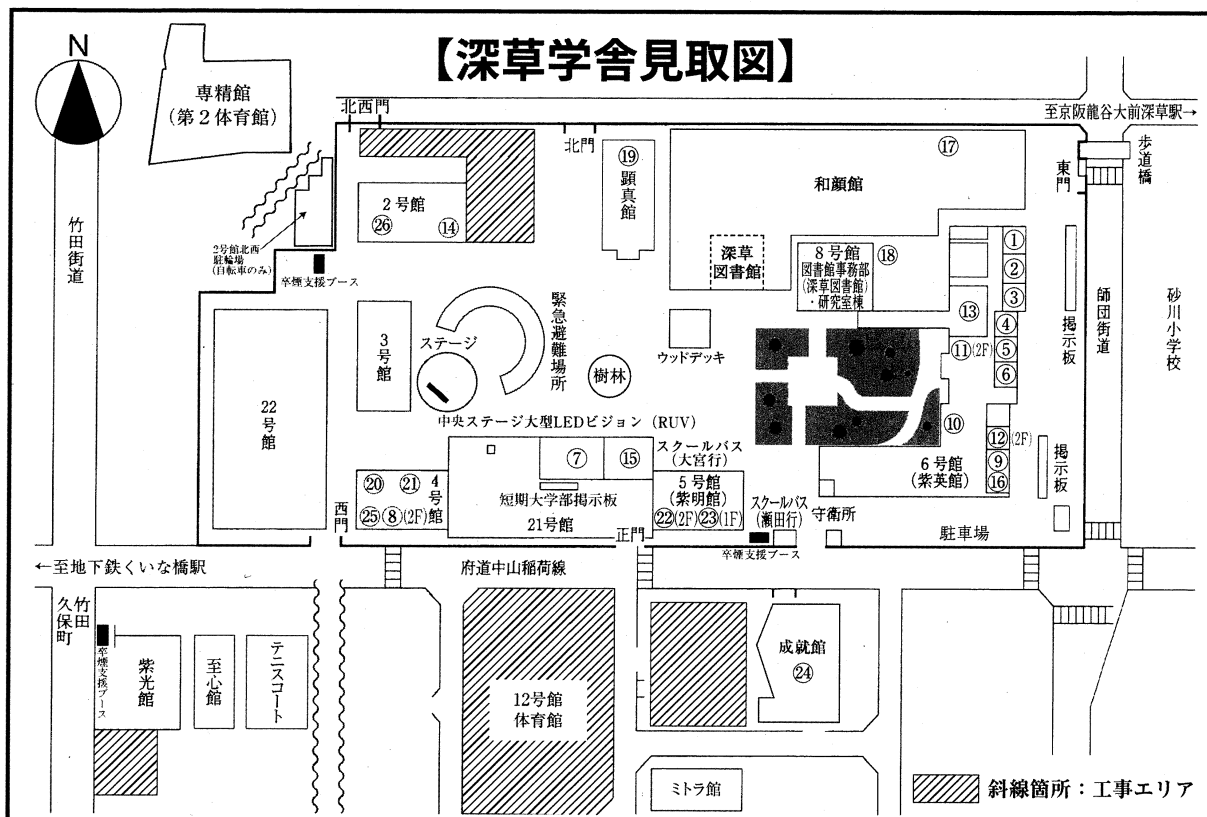 【深草学舎見取図】
N
専精館
(第2体育館)
北西門
北門
至京阪龍谷大前深草駅→
歩道橋
東門
⑰
和顔館
⑲
顕真館
2号館
㉖
⑭
竹田街道
2号館北西
駐輪場
(自転車のみ)
卒煙支援ブース
深草
図書館
8号館
図書館事務部
(深草図書館)
・研究室棟
⑱
①
②
③
④
⑤
⑥
⑬
⑪(2F)
掲示板
師団街道
砂川小学校
3号館
ステージ
緊急避難場所
樹林
ウッドデッキ
22号館
中央ステージ大型LEDビジョン(RUV)
⑩
⑫(2F)
⑨
⑯
掲示板
6号館
(紫英館)
⑦
⑮
スクールバス
(大宮行)
5号館
(紫明館)
㉒(2F)㉓(1F)
⑳
㉑
4号館
㉕⑧(2F)
短期大学部掲示板
21号館
西門
正門
スクールバス
(瀬田行)
守衛所
卒煙支援ブース
駐車場
←至地下鉄くいな橋駅
府道中山稲荷線
竹田
久保町
卒煙支援ブース
紫光館
至心館
テニスコート
12号館
体育館
成就館
㉔
ミトラ館
斜線箇所:工事エリア